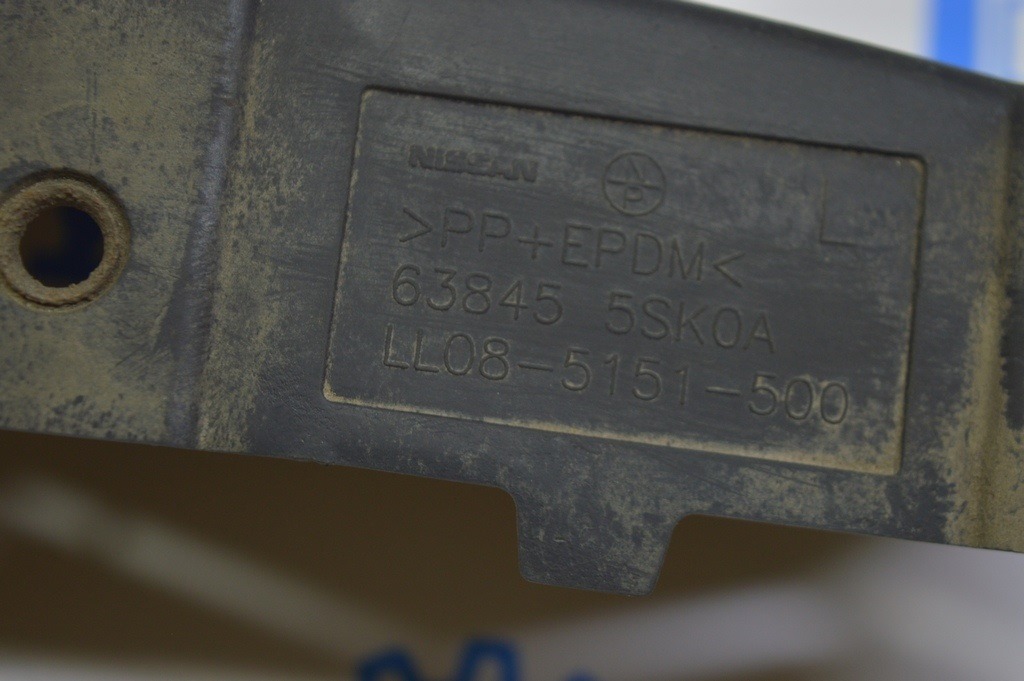 NISSAN
P
L
>PP+EPDM<
63845 5SK0A
LL08-5151-500